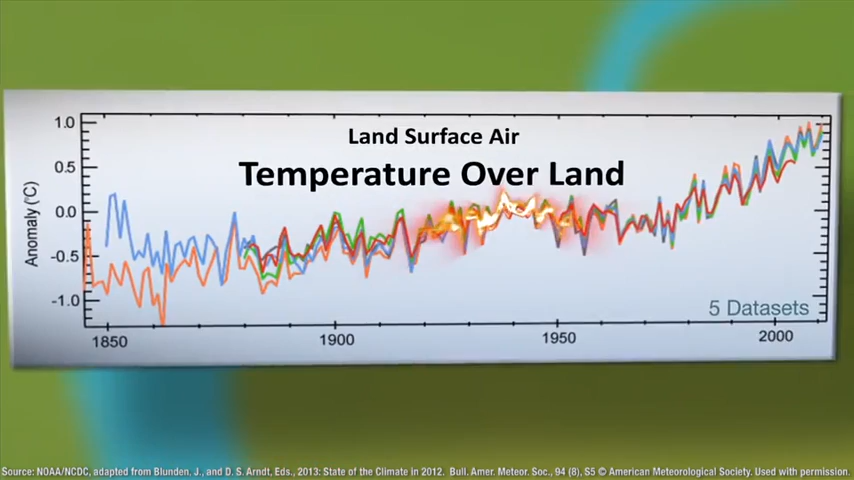 Land Surface Air
Temperature Over Land
1.0
0.5
0.0
-0.5
-1.0
Anomaly (°C)
5 Datasets
1850 1900 1950 2000
Source: NOAA/NCDC, adapted from Blunden, J., and D. S. Arndt, Eds., 2013: State of the Climate in 2012. Bull. Amer. Meteor. Soc., 94 (8), S5 © American Meteorological Society. Used with permission.